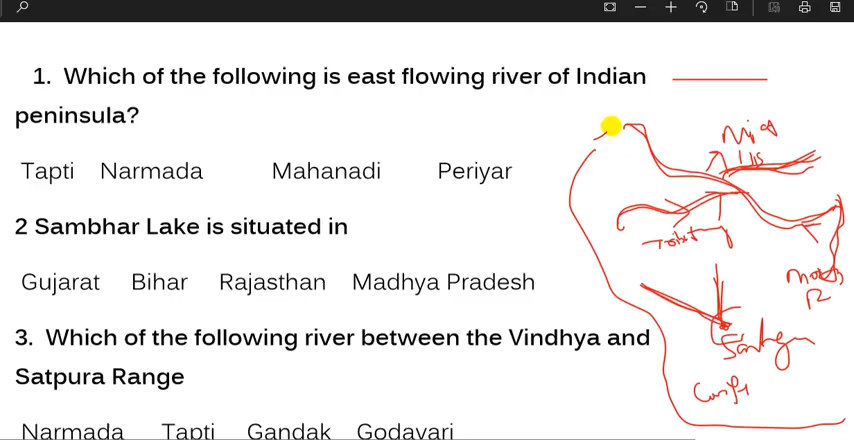 1. Which of the following is east flowing river of Indian
peninsula?
Tapti Narmada Mahanadi Periyar
2 Sambhar Lake is situated in
Gujarat Bihar Rajasthan Madhya Pradesh
3. Which of the following river between the Vindhya and
Satpura Range
Narmada Tapti Gandak Godavari